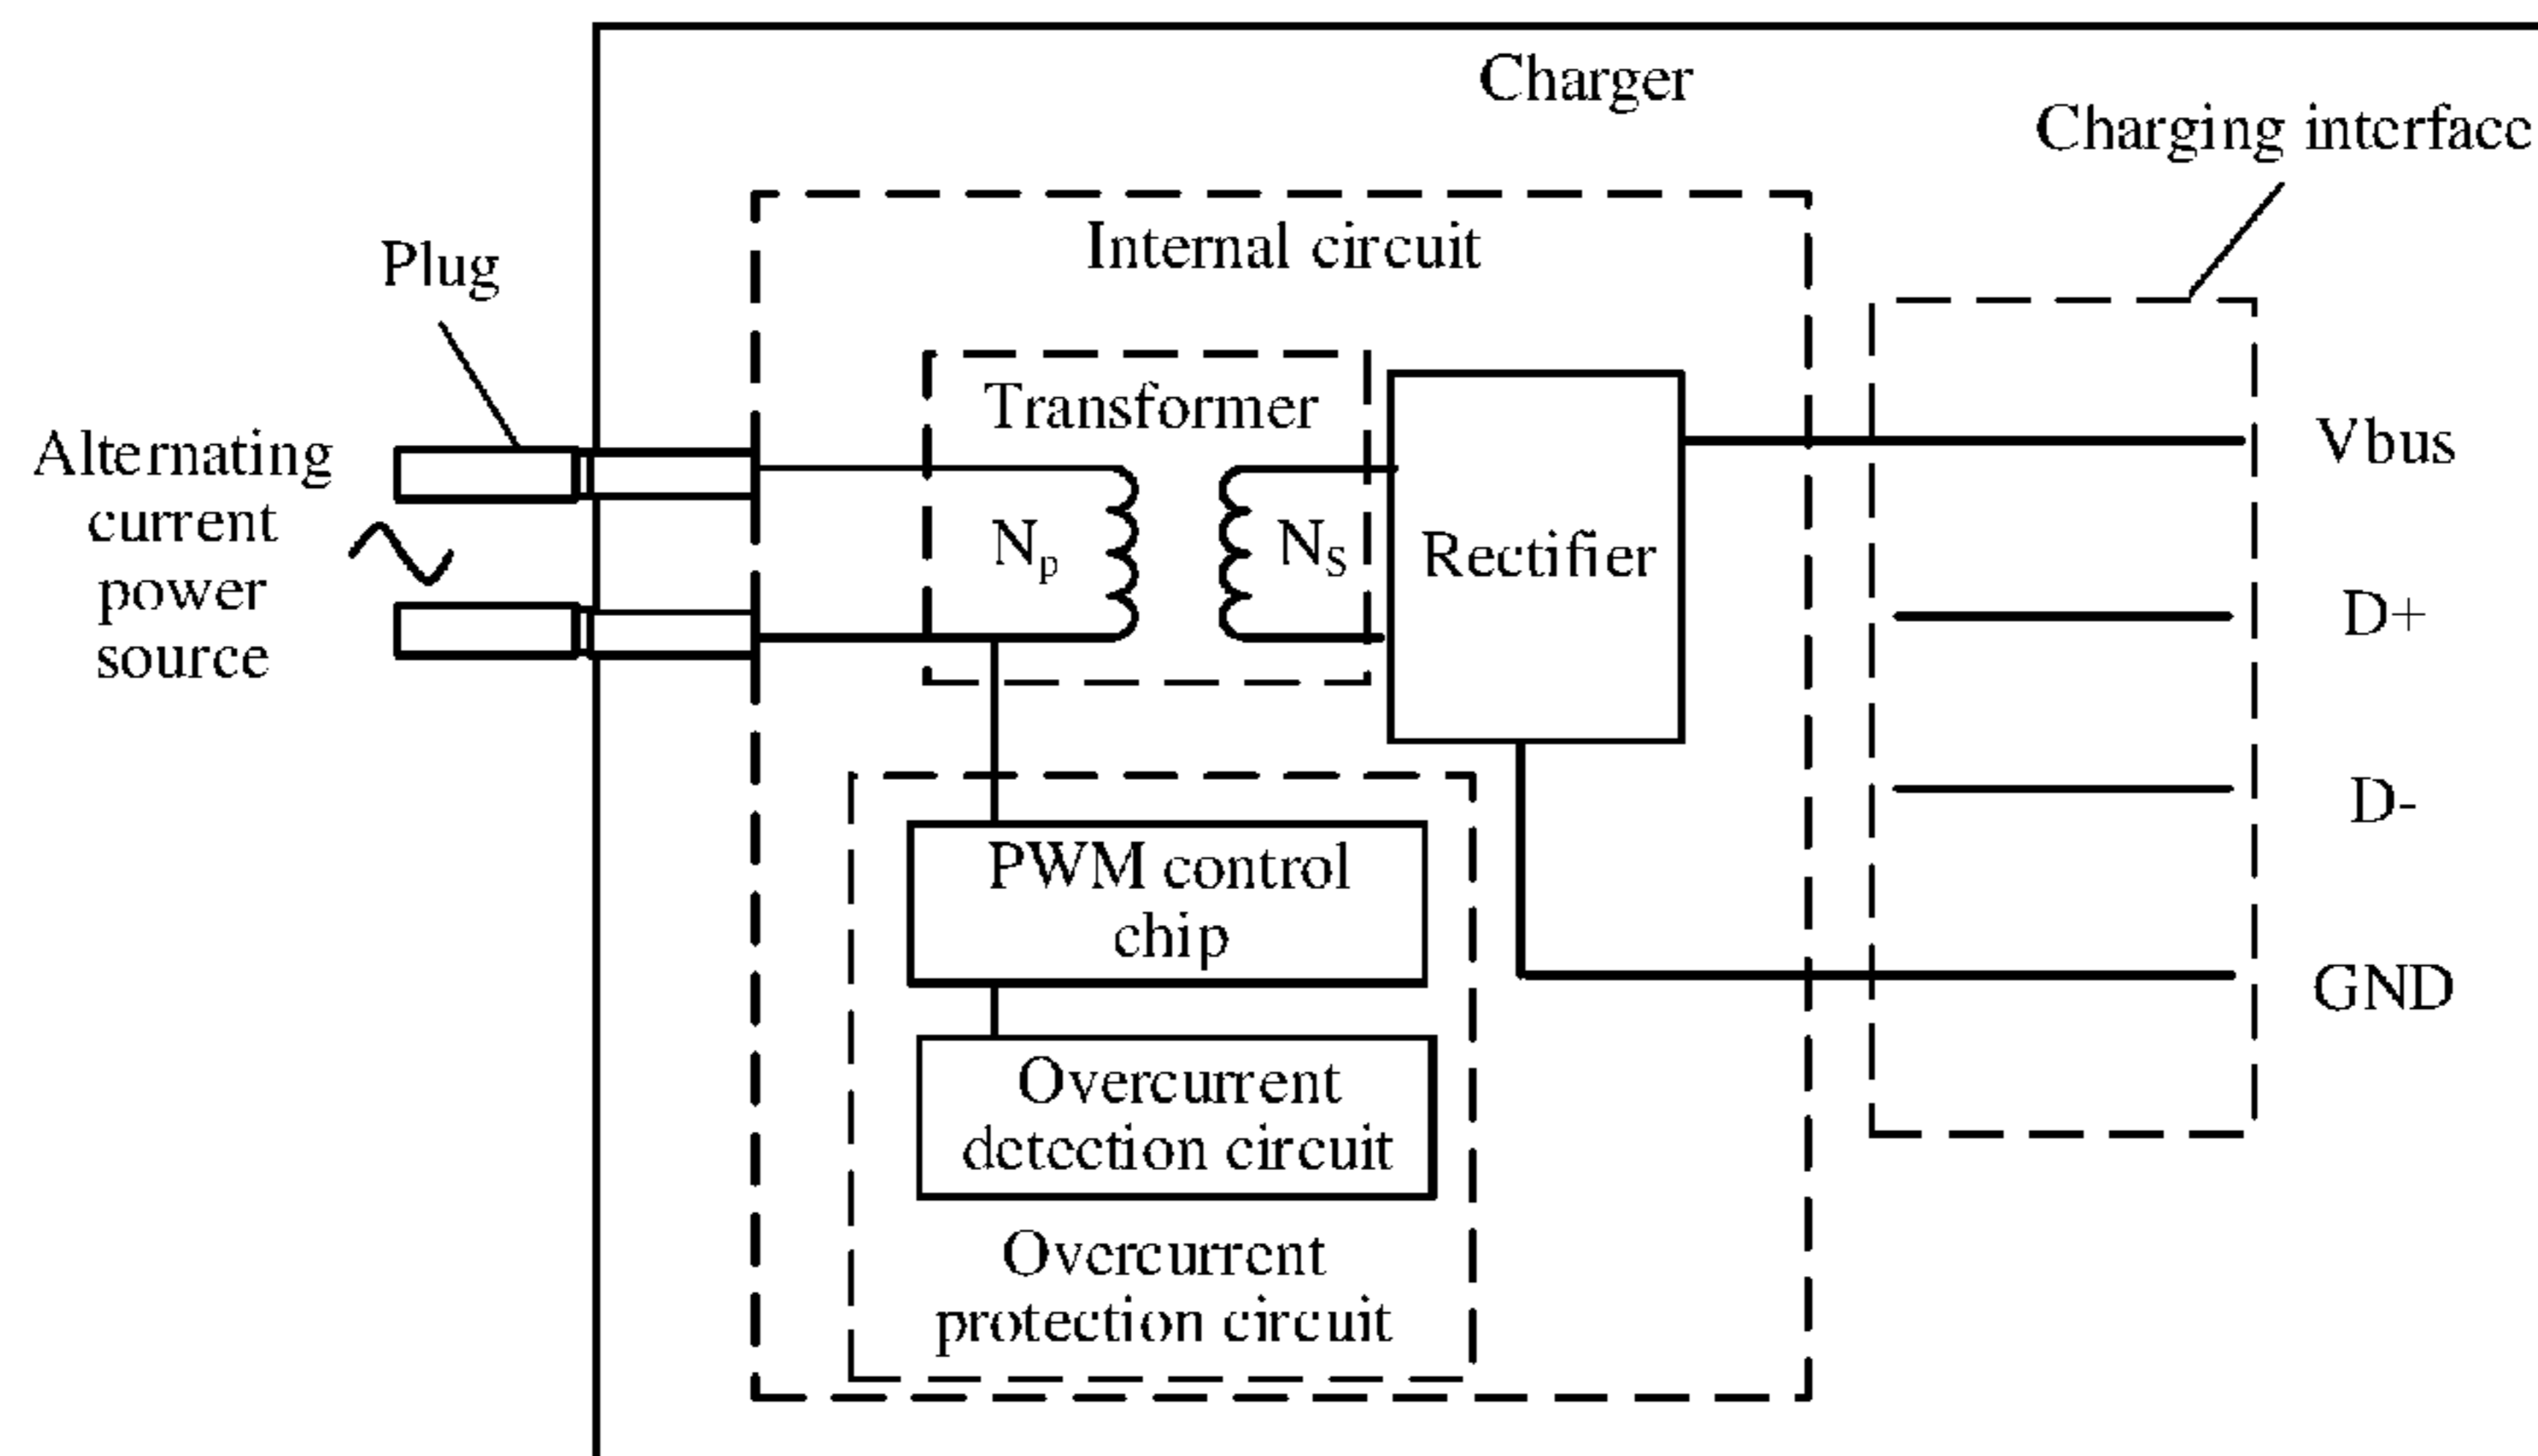 Charger
Charging interface
Internal circuit
Plug
Transformer
Alternating
current
power
source
Np
NS
Rectifier
Vbus
D+
D-
GND
PWM control
chip
Overcurrent
detection circuit
Overcurrent
protection circuit